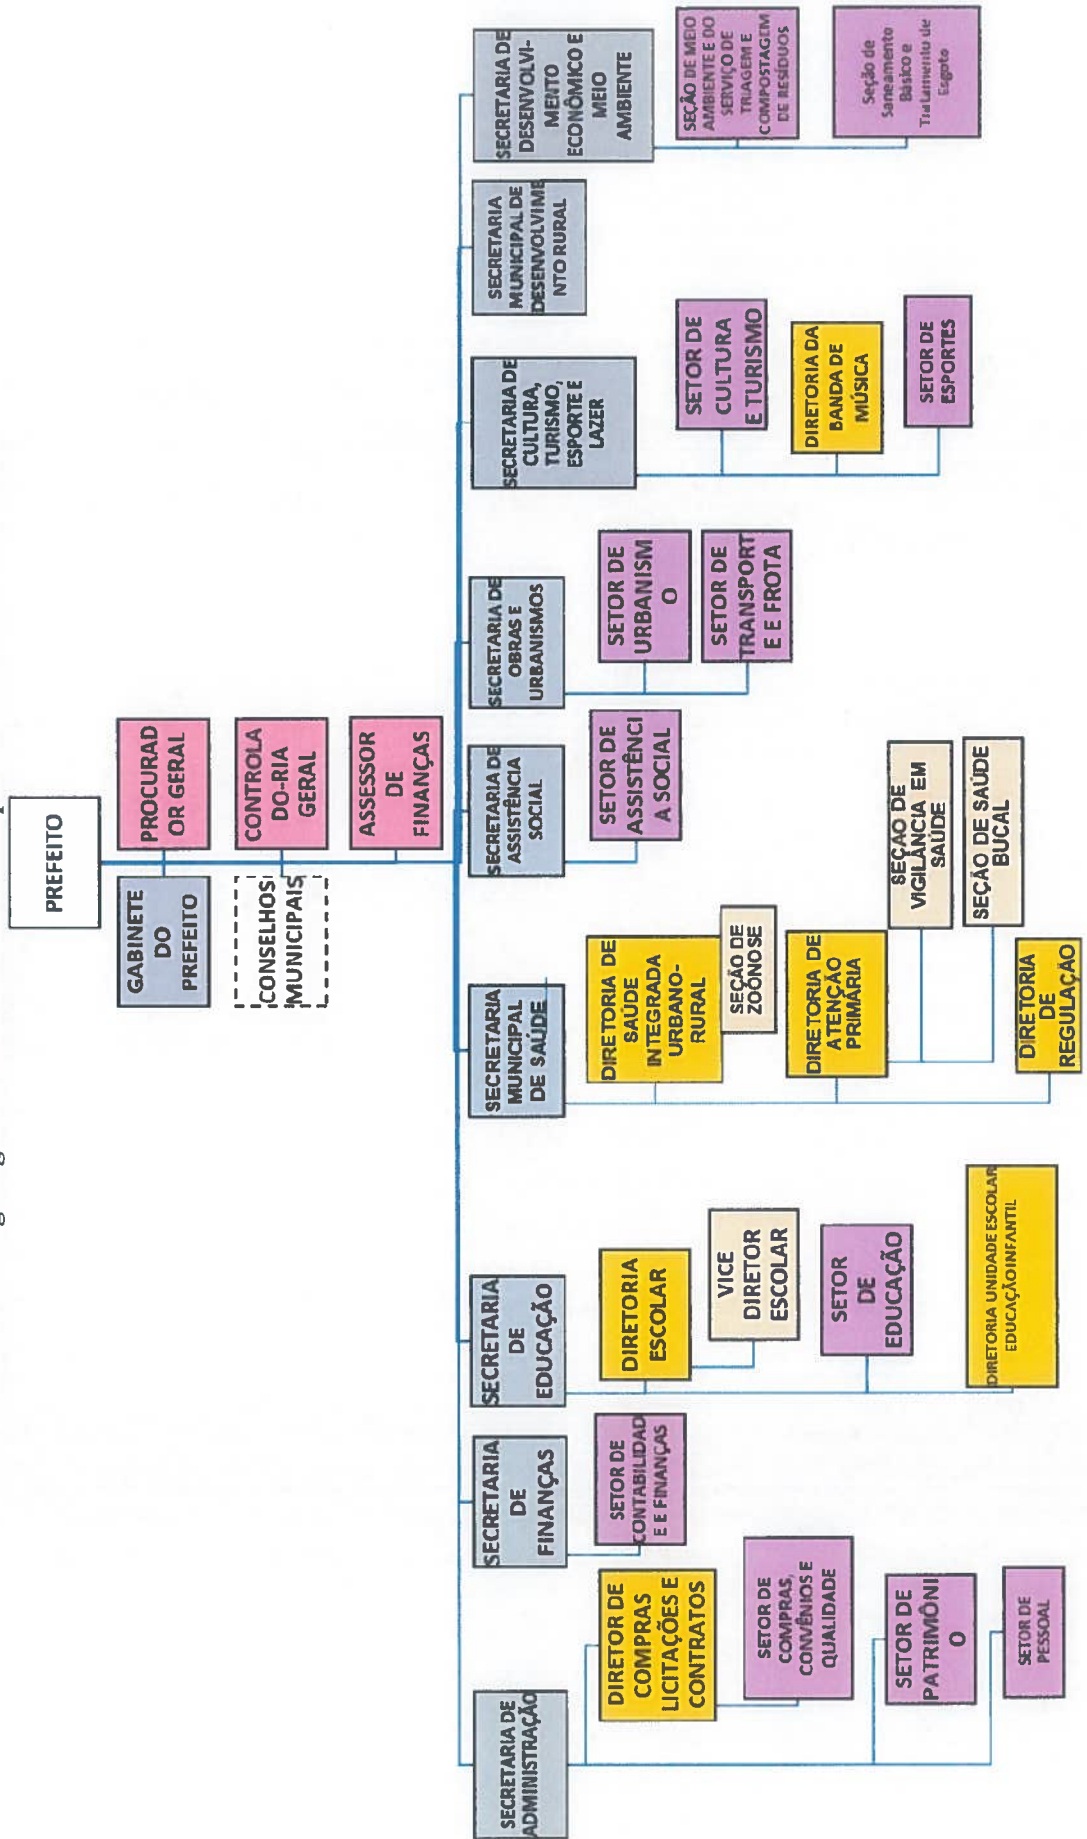 PREFEITO
GABINETE
DO
PREFEITO
PROCURAD
OR GERAL
CONSELHOS
MUNICIPAIS
CONTROLA
DO-RIA
GERAL
ASSESSOR
DE
FINANÇAS
SECRETARIA DE
ADMINISTRAÇÃO
DIRETOR DE
COMPRAS
LICITAÇÕES E
CONTRATOS
SETOR DE
COMPRAS,
CONVÊNIOS E
QUALIDADE
SETOR DE
PATRIMÔNI
O
SETOR DE
PESSOAL
SECRETARIA
DE
FINANÇAS
SETOR DE
CONTABILIDAD
E E FINANÇAS
SECRETARIA
DE
EDUCAÇÃO
DIRETORIA
ESCOLAR
VICE
DIRETOR
ESCOLAR
SETOR
DE
EDUCAÇÃO
DIRETORIA UNIDADE ESCOLAR
EDUCAÇÃO INFANTIL
SECRETARIA
MUNICIPAL
DE SAÚDE
DIRETORIA DE
SAÚDE
INTEGRADA
URBANO-
RURAL
SEÇÃO DE
ZOONOSE
DIRETORIA DE
ATENÇÃO
PRIMÁRIA
SEÇÃO DE
VIGILÂNCIA EM
SAÚDE
SEÇÃO DE SAÚDE
BUCAL
DIRETORIA
DE
REGULAÇÃO
SECRETARIA DE
ASSISTÊNCIA
SOCIAL
SETOR DE
ASSISTÊNCI
A SOCIAL
SECRETARIA DE
OBRAS E
URBANISMOS
SETOR DE
URBANISM
O
SETOR DE
TRANSPORT
E E FROTA
SECRETARIA DE
CULTURA,
TURISMO,
ESPORTE E
LAZER
SETOR DE
CULTURA
E TURISMO
DIRETORIA DA
BANDA DE
MÚSICA
SETOR DE
ESPORTES
SECRETARIA
MUNICIPAL DE
DESENVOLVIME
NTO RURAL
SECRETARIA DE
DESENVOLVI-
MENTO
ECONÔMICO E
MEIO
AMBIENTE
SEÇÃO DE MEIO
AMBIENTE E DO
SERVIÇO DE
TRIAGEM E
COMPOSTAGEM
DE RESÍDUOS
Seção de
Saneamento
Básico e
Tratamento de
Esgoto